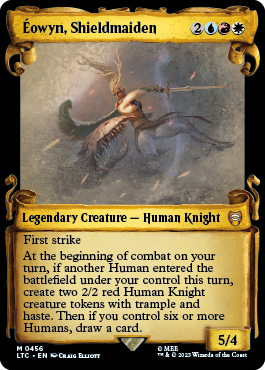 Éowyn, Shieldmaiden 2
Legendary Creature — Human Knight
First strike
At the beginning of combat on your
turn, if another Human entered the
battlefield under your control this turn,
create two 2/2 red Human Knight
creature tokens with trample and
haste. Then if you control six or more
Humans, draw a card.
5/4
M 0456
LTC • EN Craig Elliott
© MEE
™ & © 2023 Wizards of the Coast